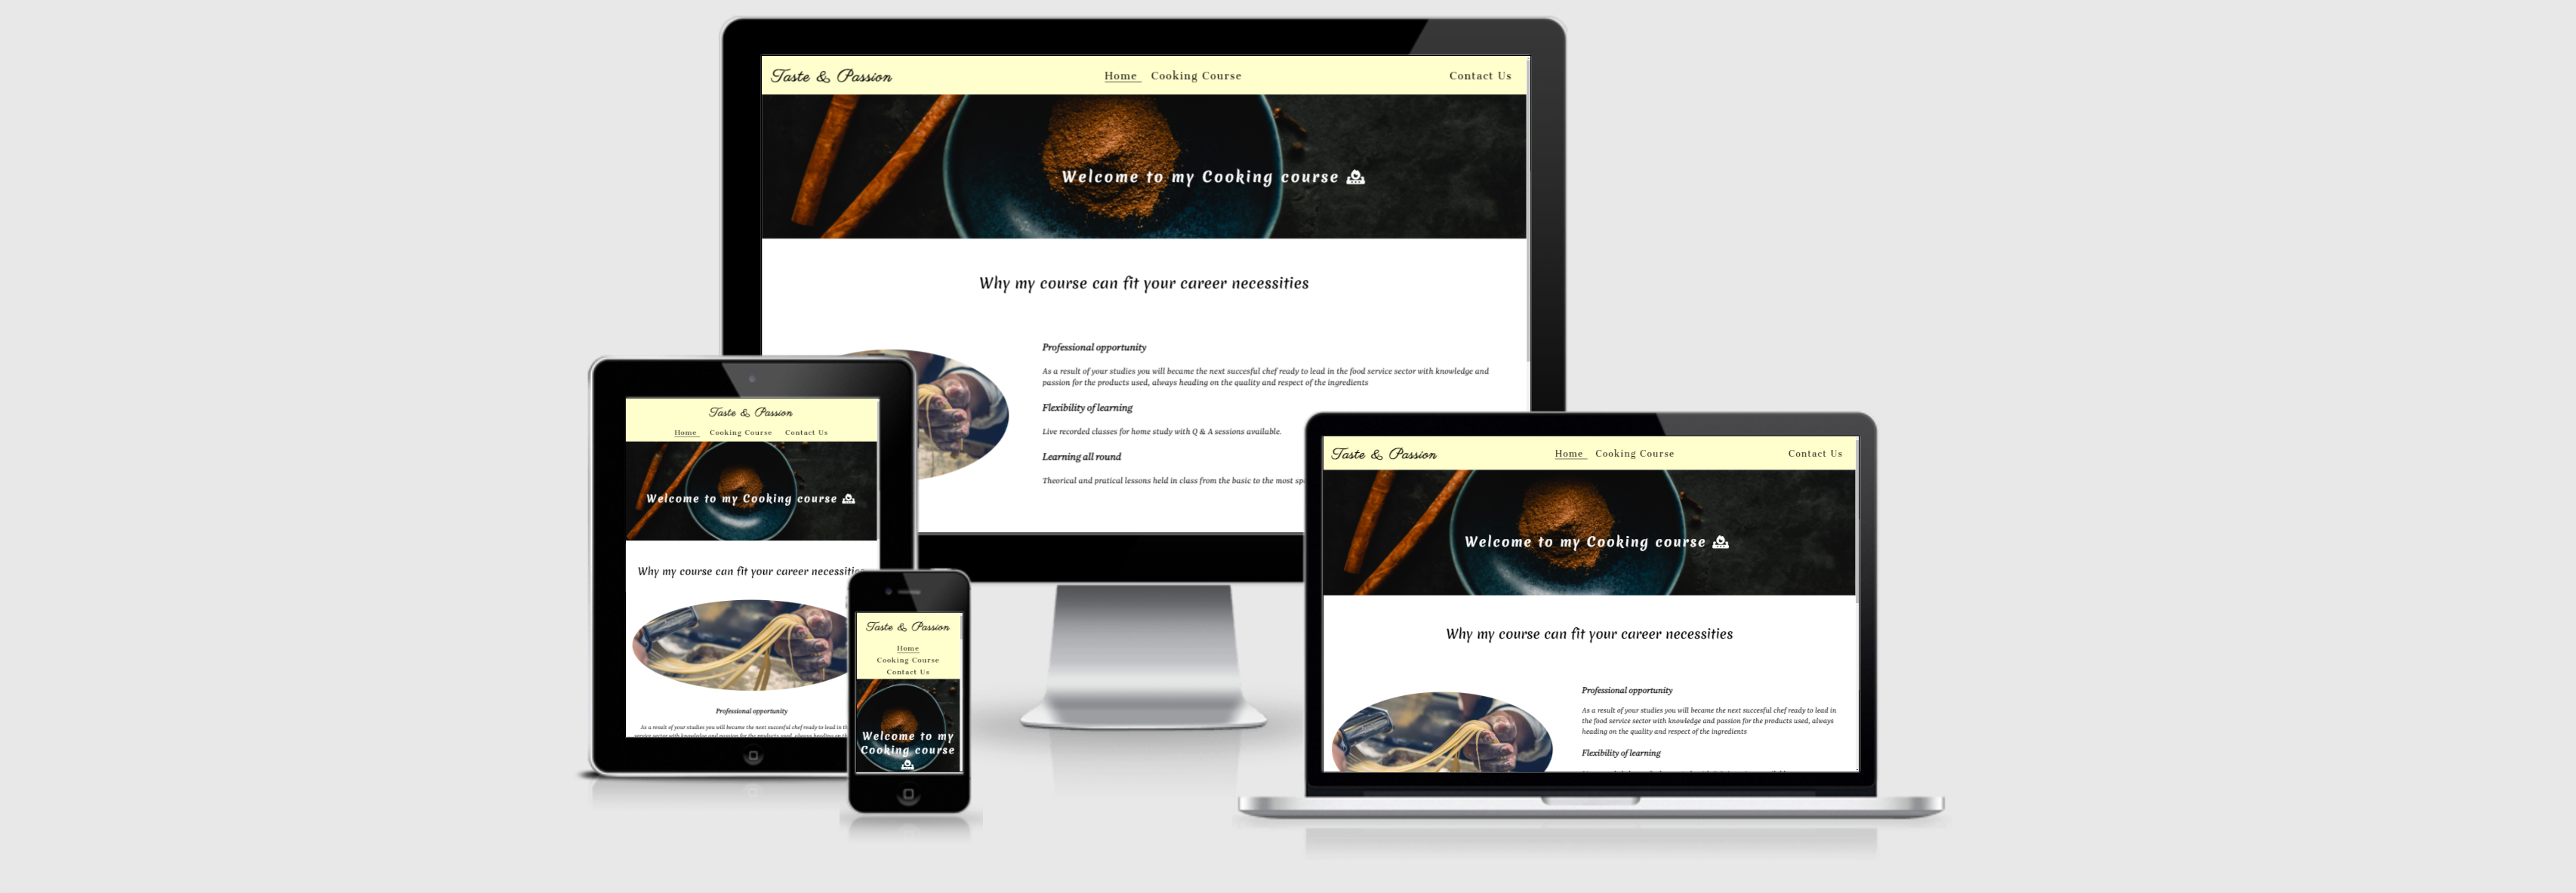 Taste & Passion
Home
Cooking Course
Contact Us
Welcome to my Cooking course
Why my course can fit your career necessities
Professional opportunity
As a result of your studies you will became the next succesful chef ready to lead in the food service sector with knowledge and
passion for the products used, always heading on the quality and respect of the ingredients
Flexibility of learning
Live recorded classes for home study with Q & A sessions available.
Learning all round
Theorical and pratical lessons held in class from the basic to the most
Taste & Passion
Home
Cooking Course
Contact Us
Welcome to my Cooking course
Why my course can fit your career
Professional opportunity
As a result of your studies you will became the next succesful chef ready to lead in
Taste & Passion
Home
Cooking Course
Contact Us
Welcome to my
Cooking course
Taste & Passion
Home
Cooking Course
Contact Us
Welcome to my Cooking course
Why my course can fit your career necessities
Professional opportunity
As a result of your studies you will became the next succesful chef ready to lead in
the food service sector with knowledge and passion for the products used, always
heading on the quality and respect of the ingredients
Flexibility of learning